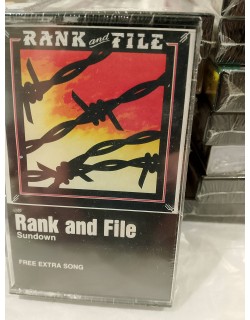 RANK and FILE
Rank and File
Sundown
FREE EXTRA SONG